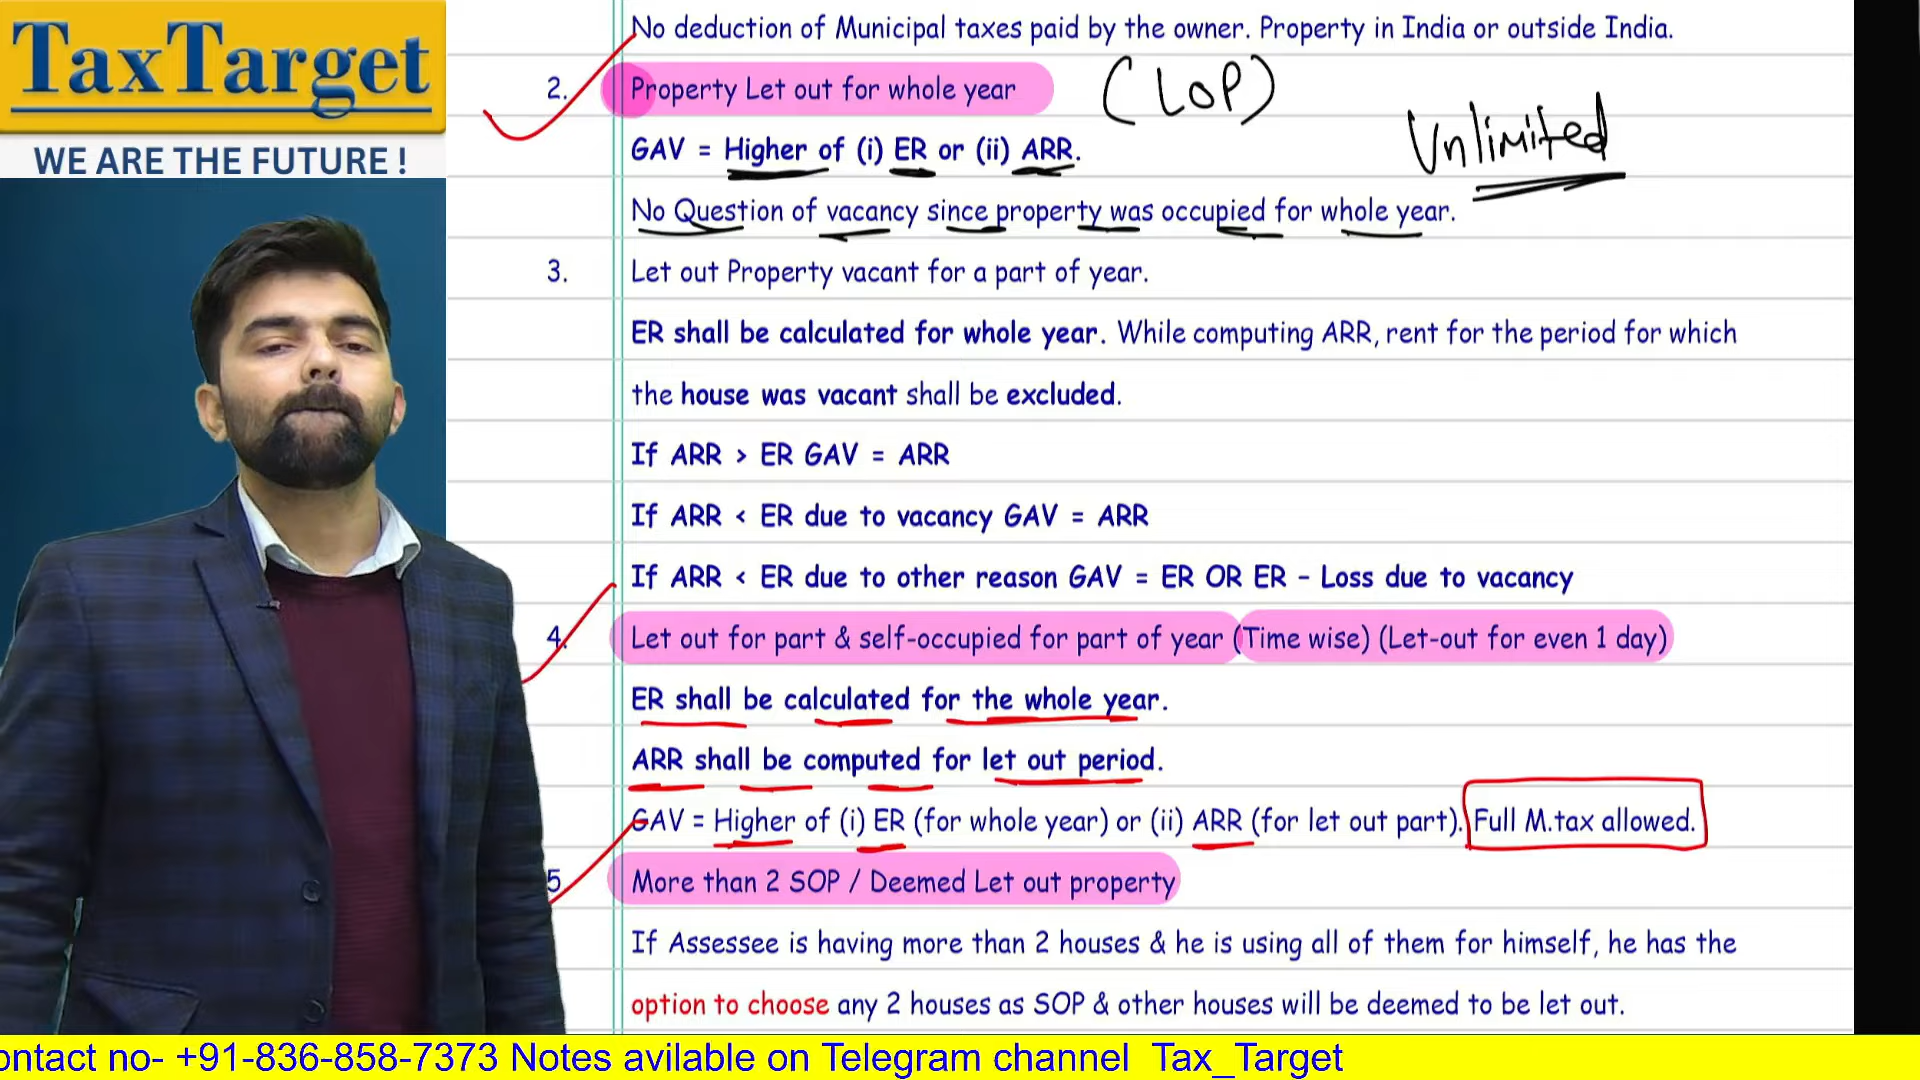 TaxTarget
WE ARE THE FUTURE !
No deduction of Municipal taxes paid by the owner. Property in India or outside India.
2. Property Let out for whole year (LOP)
Unlimited
GAV = Higher of (i) ER or (ii) ARR.
No Question of vacancy since property was occupied for whole year.
3. Let out Property vacant for a part of year.
ER shall be calculated for whole year. While computing ARR, rent for the period for which
the house was vacant shall be excluded.
If ARR > ER GAV = ARR
If ARR < ER due to vacancy GAV = ARR
If ARR < ER due to other reason GAV = ER OR ER - Loss due to vacancy
4. Let out for part & self-occupied for part of year (Time wise) (Let-out for even 1 day)
ER shall be calculated for the whole year.
ARR shall be computed for let out period.
GAV = Higher of (i) ER (for whole year) or (ii) ARR (for let out part). Full M.tax allowed.
5 More than 2 SOP / Deemed Let out property
If Assessee is having more than 2 houses & he is using all of them for himself, he has the
option to choose any 2 houses as SOP & other houses will be deemed to be let out.
ontact no- +91-836-858-7373 Notes avilable on Telegram channel Tax_Target